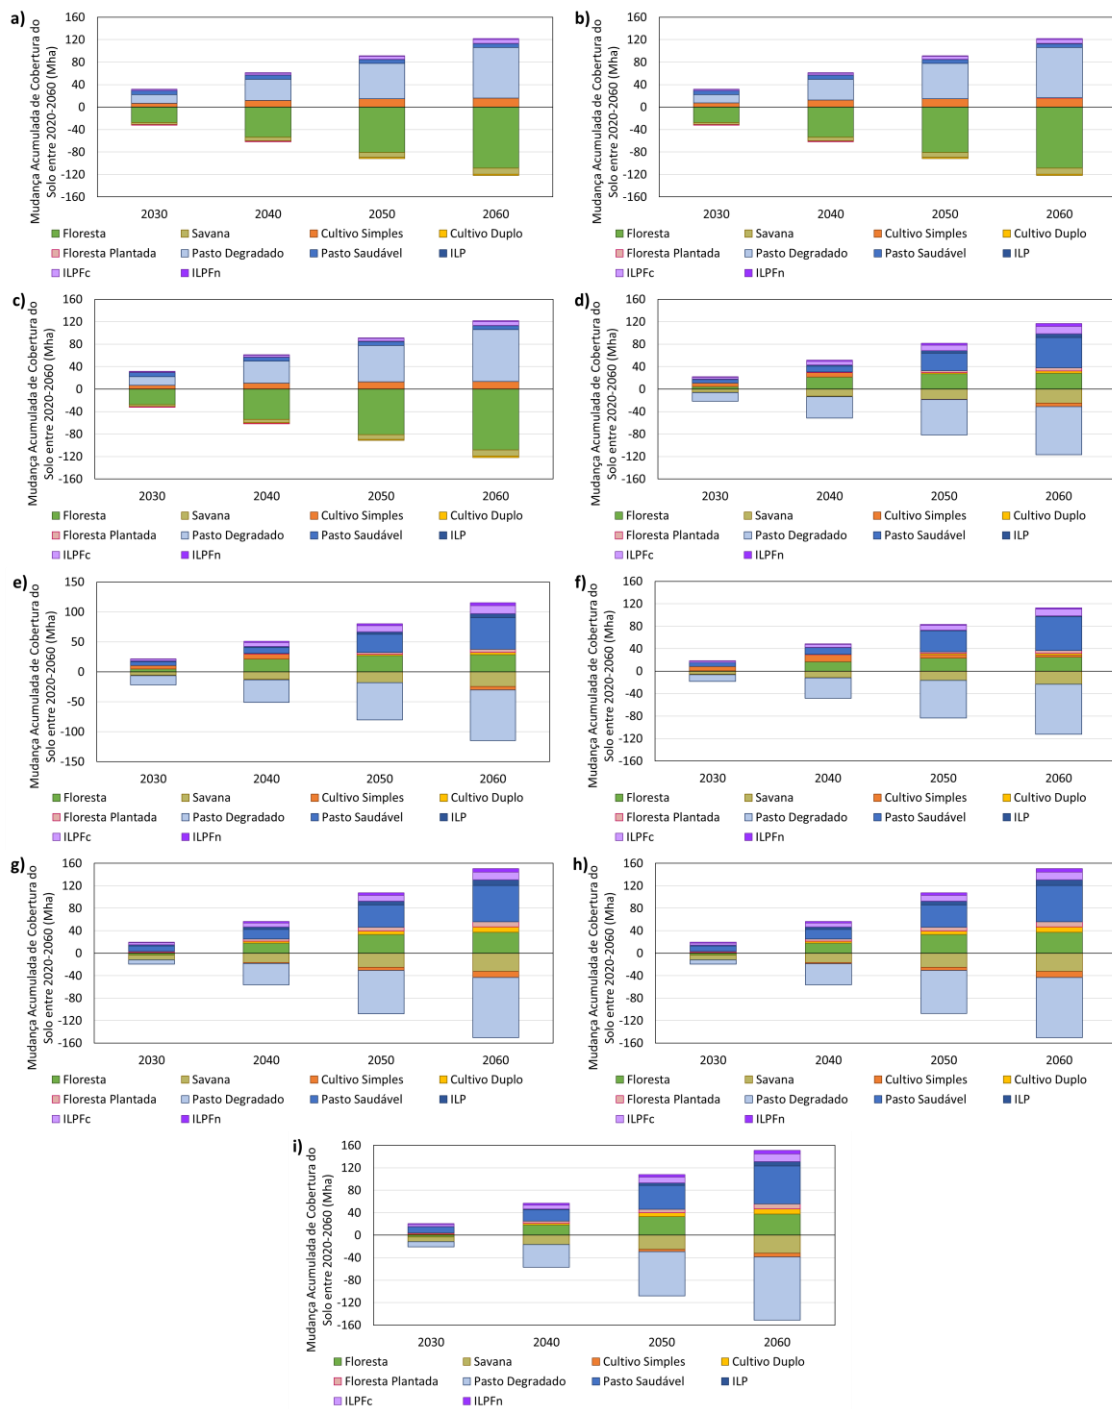 a)
Mudança Acumulada de Cobertura do
Solo entre 2020-2060 (Mha)
160
120
80
40
0
-40
-80
-120
-160
2030 2040 2050 2060
Floresta Savana Cultivo Simples Cultivo Duplo
Floresta Plantada Pasto Degradado Pasto Saudável ILP
ILPFc ILPFn
b)
Mudança Acumulada de Cobertura do
Solo entre 2020-2060 (Mha)
160
120
80
40
0
-40
-80
-120
-160
2030 2040 2050 2060
Floresta Savana Cultivo Simples Cultivo Duplo
Floresta Plantada Pasto Degradado Pasto Saudável ILP
ILPFc ILPFn
c)
Mudança Acumulada de Cobertura do
Solo entre 2020-2060 (Mha)
160
120
80
40
0
-40
-80
-120
-160
2030 2040 2050 2060
Floresta Savana Cultivo Simples Cultivo Duplo
Floresta Plantada Pasto Degradado Pasto Saudável ILP
ILPFc ILPFn
d)
Mudança Acumulada de Cobertura do
Solo entre 2020-2060 (Mha)
160
120
80
40
0
-40
-80
-120
-160
2030 2040 2050 2060
Floresta Savana Cultivo Simples Cultivo Duplo
Floresta Plantada Pasto Degradado Pasto Saudável ILP
ILPFc ILPFn
e)
Mudança Acumulada de Cobertura do
Solo entre 2020-2060 (Mha)
150
100
50
0
-50
-100
-150
2030 2040 2050 2060
Floresta Savana Cultivo Simples Cultivo Duplo
Floresta Plantada Pasto Degradado Pasto Saudável ILP
ILPFc ILPFn
f)
Mudança Acumulada de Cobertura do
Solo entre 2020-2060 (Mha)
160
120
80
40
0
-40
-80
-120
-160
2030 2040 2050 2060
Floresta Savana Cultivo Simples Cultivo Duplo
Floresta Plantada Pasto Degradado Pasto Saudável ILP
ILPFc ILPFn
g)
Mudança Acumulada de Cobertura do
Solo entre 2020-2060 (Mha)
160
120
80
40
0
-40
-80
-120
-160
2030 2040 2050 2060
Floresta Savana Cultivo Simples Cultivo Duplo
Floresta Plantada Pasto Degradado Pasto Saudável ILP
ILPFc ILPFn
h)
Mudança Acumulada de Cobertura do
Solo entre 2020-2060 (Mha)
160
120
80
40
0
-40
-80
-120
-160
2030 2040 2050 2060
Floresta Savana Cultivo Simples Cultivo Duplo
Floresta Plantada Pasto Degradado Pasto Saudável ILP
ILPFc ILPFn
i)
Mudança Acumulada de Cobertura do
Solo entre 2020-2060 (Mha)
160
120
80
40
0
-40
-80
-120
-160
2030 2040 2050 2060
Floresta Savana Cultivo Simples Cultivo Duplo
Floresta Plantada Pasto Degradado Pasto Saudável ILP
ILPFc ILPFn